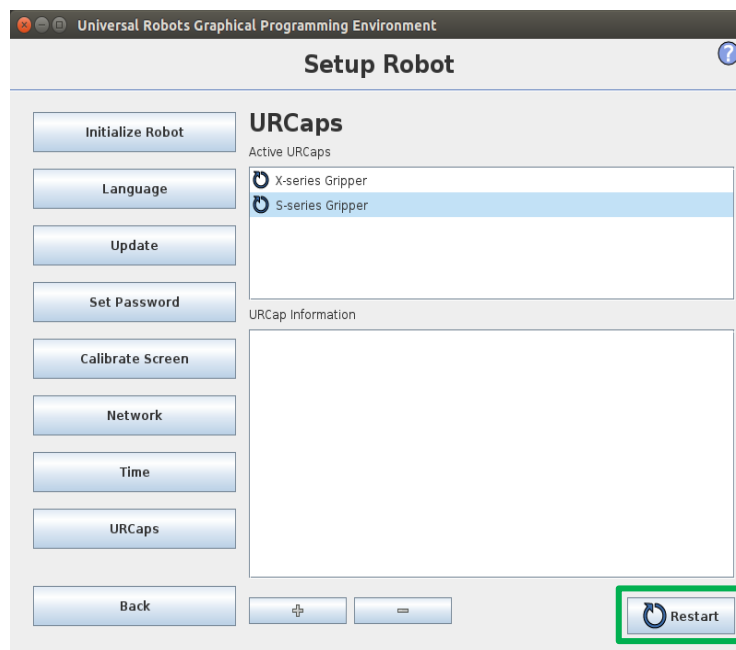 Universal Robots Graphical Programming Environment
Setup Robot
?
Initialize Robot
Language
Update
Set Password
Calibrate Screen
Network
Time
URCaps
Back
URCaps
Active URCaps
X-series Gripper
S-series Gripper
URCap Information
Restart